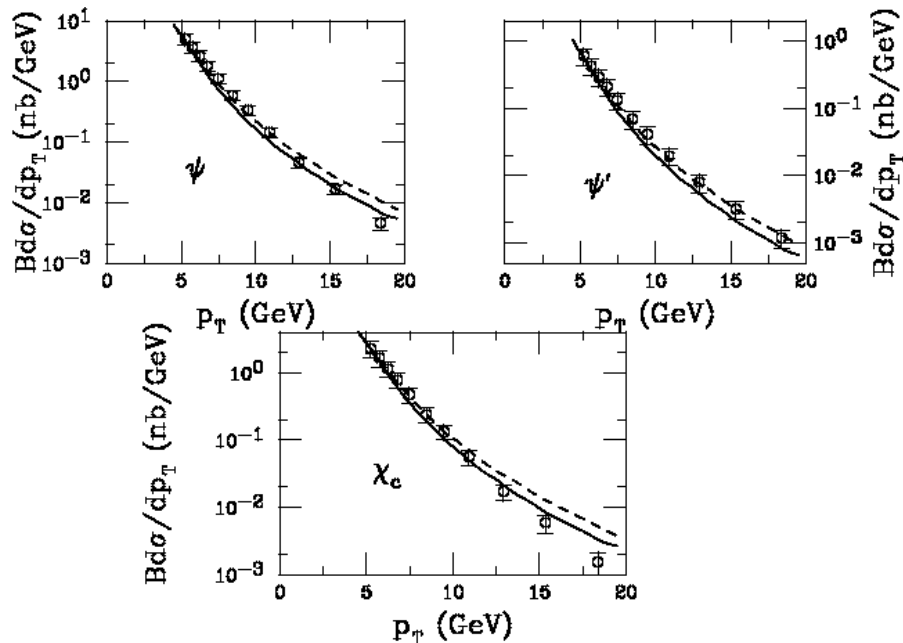 Bdσ/dp_T (nb/GeV)
10^1
10^0
10^-1
10^-2
10^-3
ψ
0 5 10 15 20
p_T (GeV)
10^0
10^-1
10^-2
10^-3
Bdσ/dp_T (nb/GeV)
ψ'
0 5 10 15 20
p_T (GeV)
Bdσ/dp_T (nb/GeV)
10^0
10^-1
10^-2
10^-3
χ_c
0 5 10 15 20
p_T (GeV)